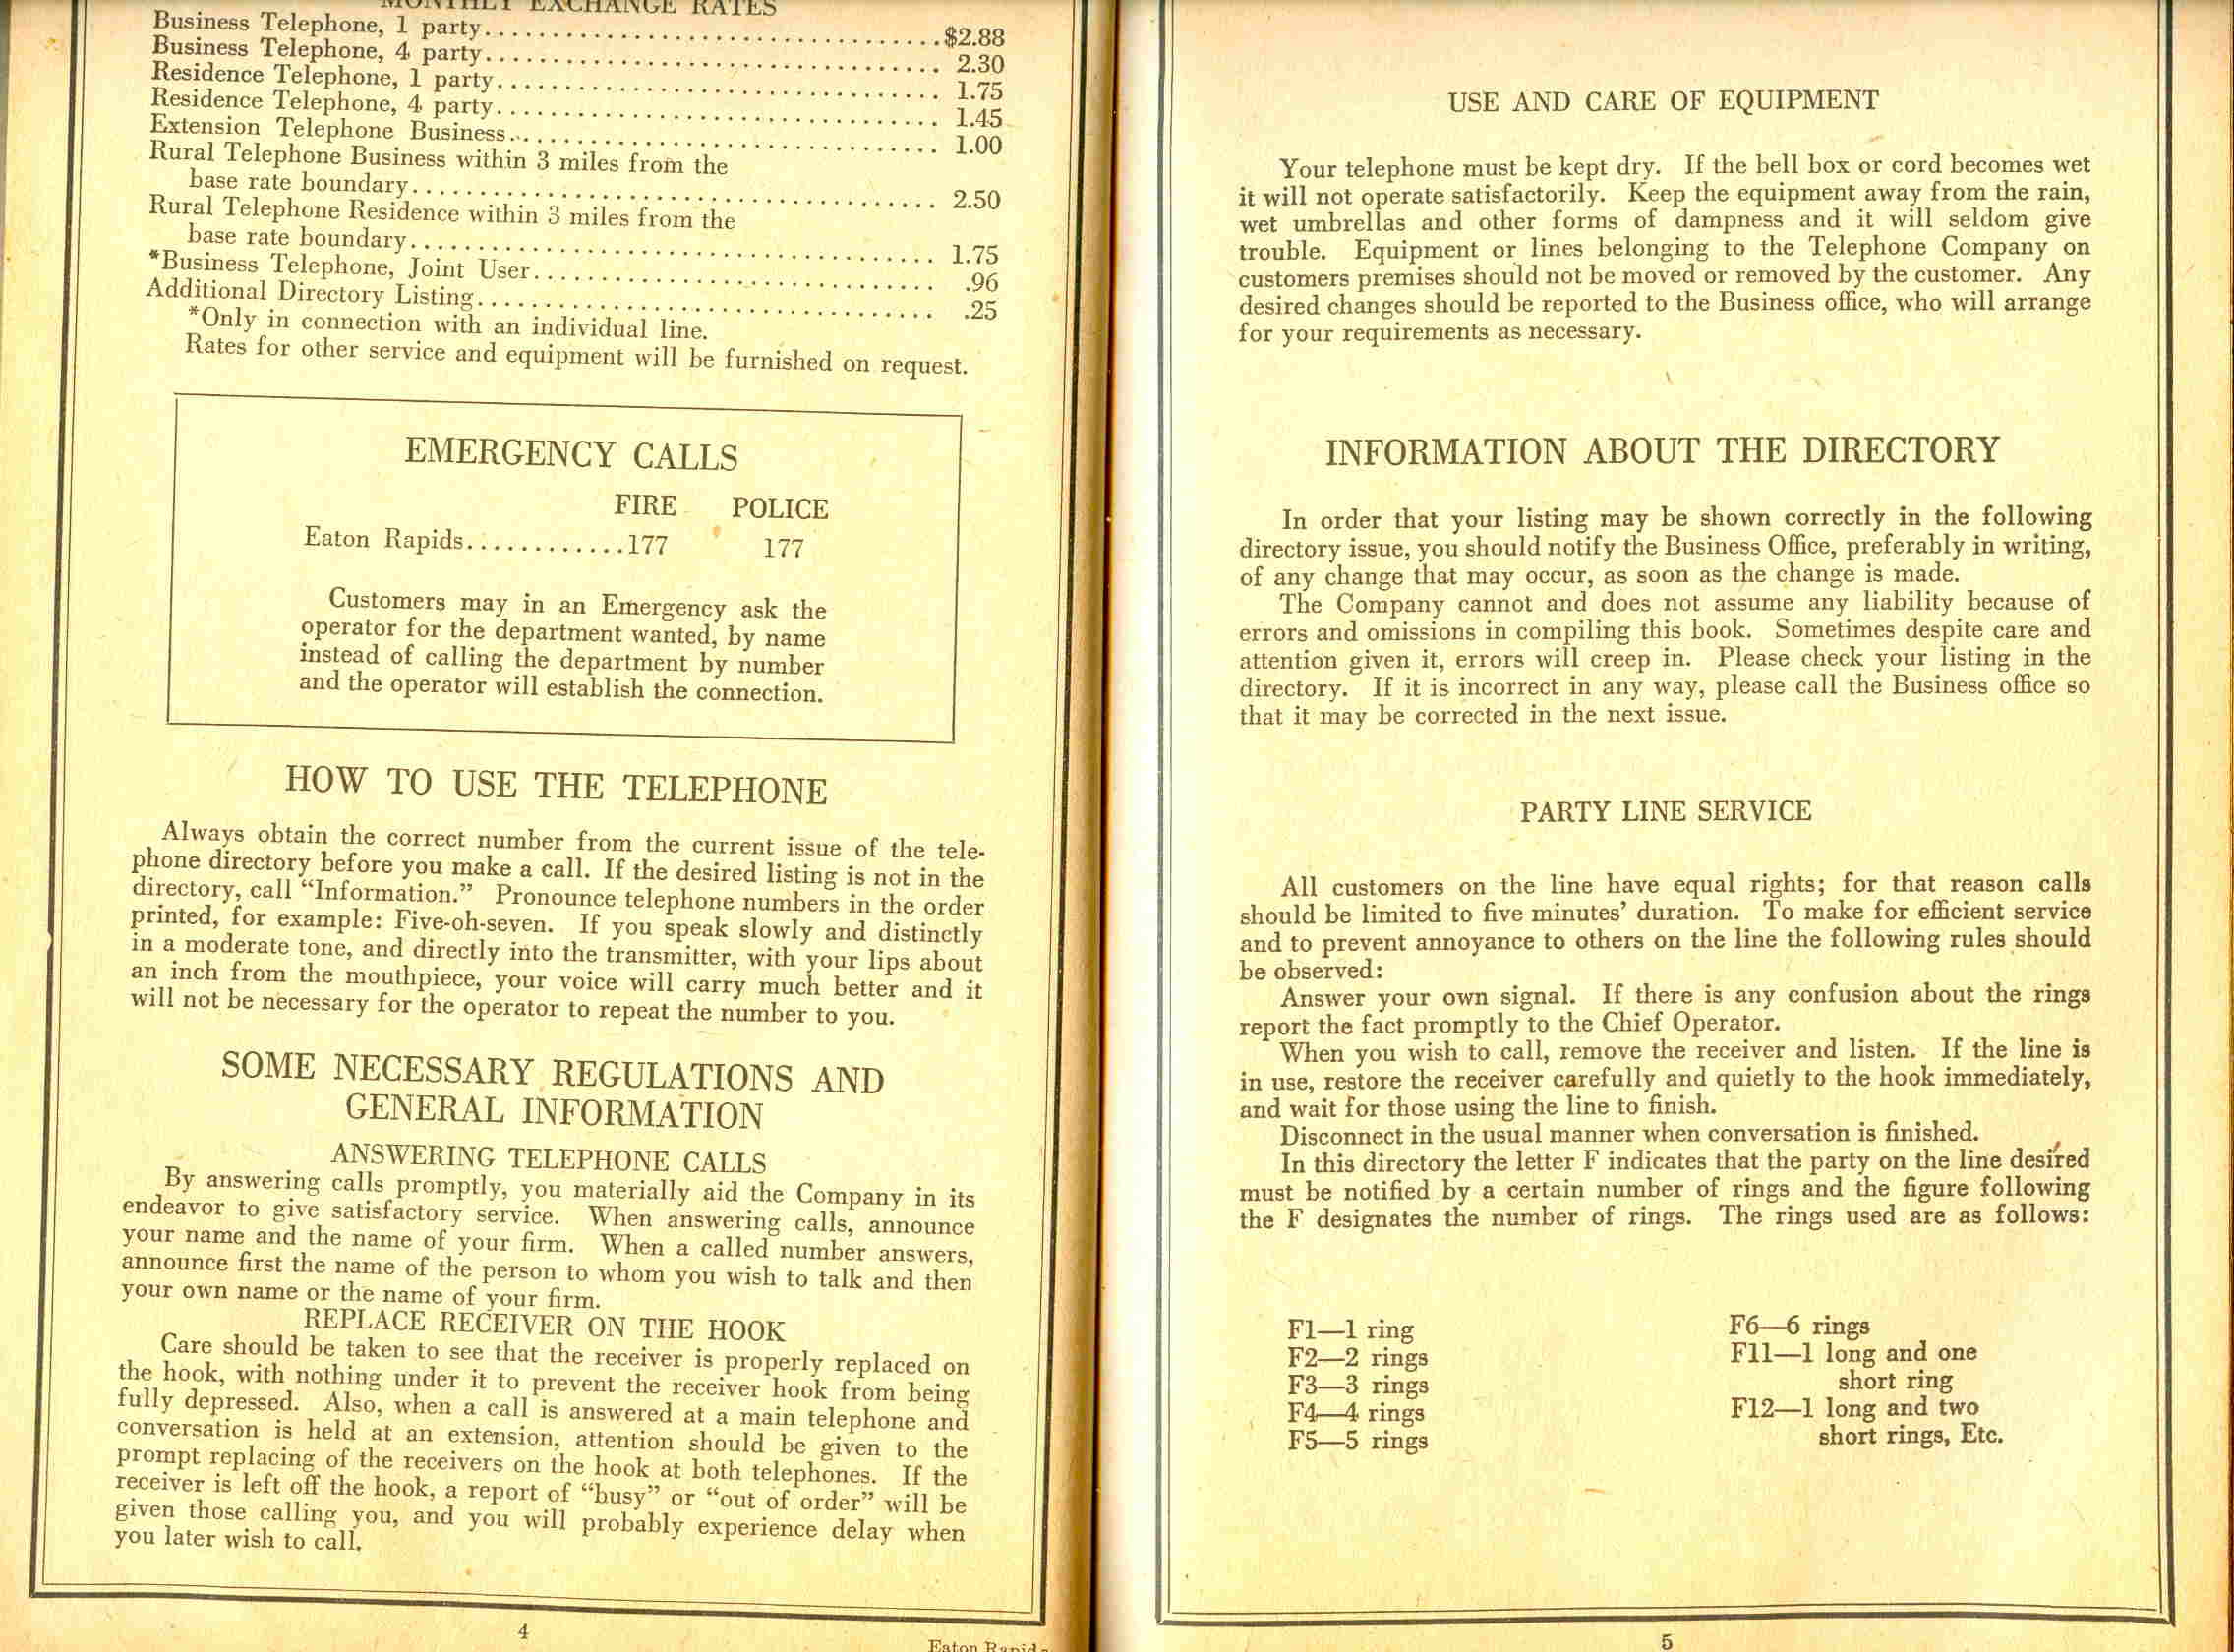 MONTHLY EXCHANGE RATES
Business Telephone, 1 party........................................$2.88
Business Telephone, 4 party........................................ 2.30
Residence Telephone, 1 party....................................... 1.75
Residence Telephone, 4 party....................................... 1.45
Extension Telephone Business....................................... 1.00
Rural Telephone Business within 3 miles from the
base rate boundary................................................ 2.50
Rural Telephone Residence within 3 miles from the
base rate boundary................................................ 1.75
*Business Telephone, Joint User.................................... .96
Additional Directory Listing....................................... .25
*Only in connection with an individual line.
Rates for other service and equipment will be furnished on request.
EMERGENCY CALLS
FIRE POLICE
Eaton Rapids............177 177
Customers may in an Emergency ask the
operator for the department wanted, by name
instead of calling the department by number
and the operator will establish the connection.
HOW TO USE THE TELEPHONE
Always obtain the correct number from the current issue of the tele-
phone directory before you make a call. If the desired listing is not in the
directory, call “Information.” Pronounce telephone numbers in the order
printed, for example: Five-oh-seven. If you speak slowly and distinctly
in a moderate tone, and directly into the transmitter, with your lips about
an inch from the mouthpiece, your voice will carry much better and it
will not be necessary for the operator to repeat the number to you.
SOME NECESSARY REGULATIONS AND
GENERAL INFORMATION
ANSWERING TELEPHONE CALLS
By answering calls promptly, you materially aid the Company in its
endeavor to give satisfactory service. When answering calls, announce
your name and the name of your firm. When a called number answers,
announce first the name of the person to whom you wish to talk and then
your own name or the name of your firm.
REPLACE RECEIVER ON THE HOOK
Care should be taken to see that the receiver is properly replaced on
the hook, with nothing under it to prevent the receiver hook from being
fully depressed. Also, when a call is answered at a main telephone and
conversation is held at an extension, attention should be given to the
prompt replacing of the receivers on the hook at both telephones. If the
receiver is left off the hook, a report of “busy” or “out of order” will be
given those calling you, and you will probably experience delay when
you later wish to call.
4
Eaton Rapids
USE AND CARE OF EQUIPMENT
Your telephone must be kept dry. If the bell box or cord becomes wet
it will not operate satisfactorily. Keep the equipment away from the rain,
wet umbrellas and other forms of dampness and it will seldom give
trouble. Equipment or lines belonging to the Telephone Company on
customers premises should not be moved or removed by the customer. Any
desired changes should be reported to the Business office, who will arrange
for your requirements as necessary.
INFORMATION ABOUT THE DIRECTORY
In order that your listing may be shown correctly in the following
directory issue, you should notify the Business Office, preferably in writing,
of any change that may occur, as soon as the change is made.
The Company cannot and does not assume any liability because of
errors and omissions in compiling this book. Sometimes despite care and
attention given it, errors will creep in. Please check your listing in the
directory. If it is incorrect in any way, please call the Business office so
that it may be corrected in the next issue.
PARTY LINE SERVICE
All customers on the line have equal rights; for that reason calls
should be limited to five minutes’ duration. To make for efficient service
and to prevent annoyance to others on the line the following rules should
be observed:
Answer your own signal. If there is any confusion about the rings
report the fact promptly to the Chief Operator.
When you wish to call, remove the receiver and listen. If the line is
in use, restore the receiver carefully and quietly to the hook immediately,
and wait for those using the line to finish.
Disconnect in the usual manner when conversation is finished.
In this directory the letter F indicates that the party on the line desired
must be notified by a certain number of rings and the figure following
the F designates the number of rings. The rings used are as follows:
F1—1 ring
F2—2 rings
F3—3 rings
F4—4 rings
F5—5 rings
F6—6 rings
F11—1 long and one
short ring
F12—1 long and two
short rings, Etc.
5